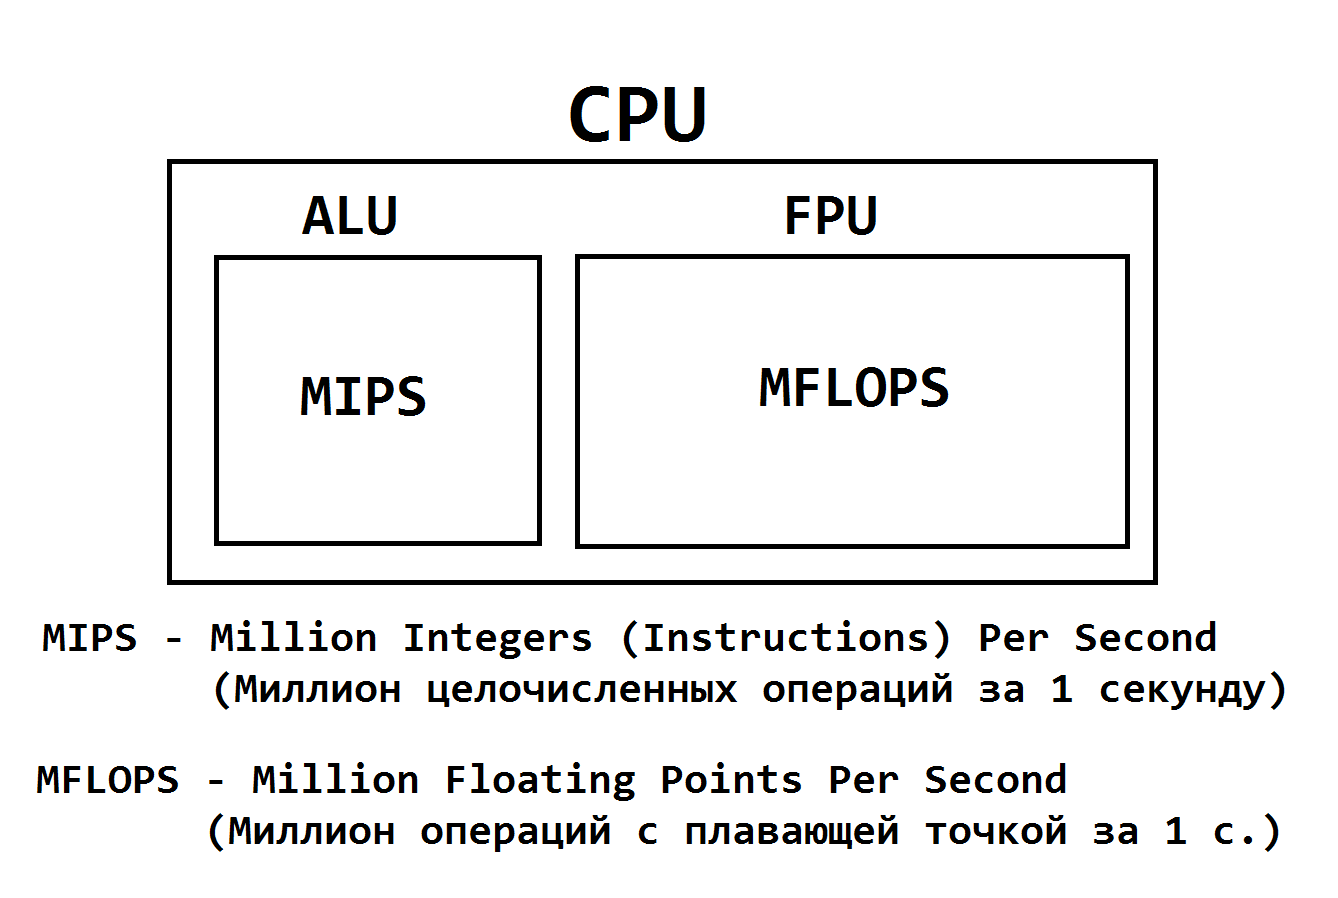 CPU
ALU
FPU
MIPS
MFLOPS
MIPS - Million Integers (Instructions) Per Second
(Миллион целочисленных операций за 1 секунду)
MFLOPS - Million Floating Points Per Second
(Миллион операций с плавающей точкой за 1 с.)